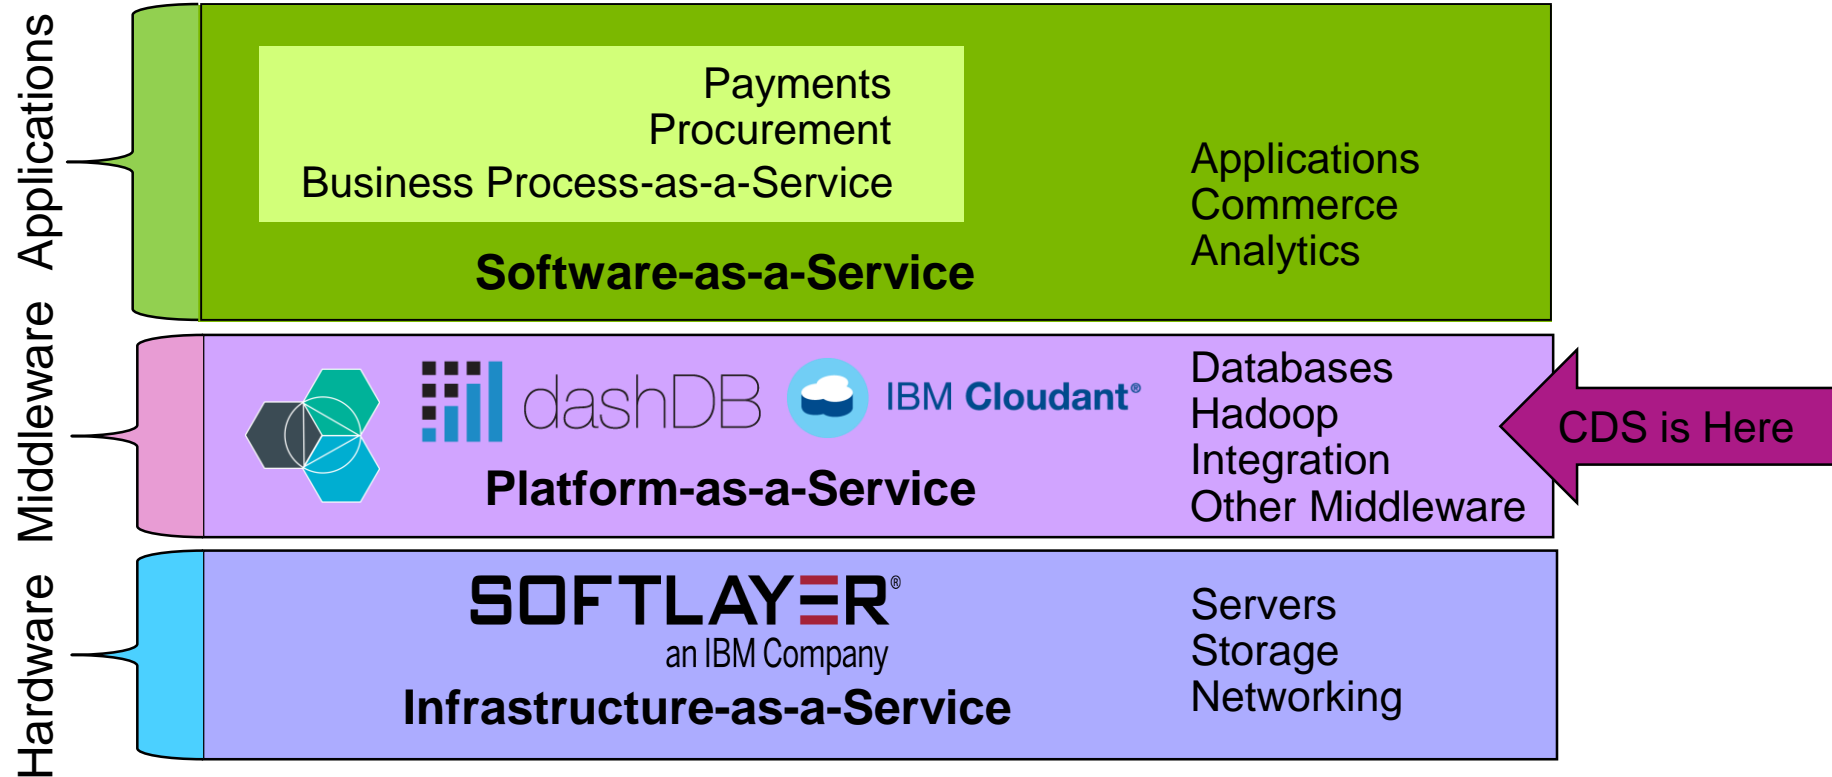 Applications
Payments
Procurement
Business Process-as-a-Service
Software-as-a-Service
Applications
Commerce
Analytics
Middleware
dashDB
IBM Cloudant®
Platform-as-a-Service
Databases
Hadoop
Integration
Other Middleware
CDS is Here
Hardware
SOFTLAYER®
an IBM Company
Infrastructure-as-a-Service
Servers
Storage
Networking